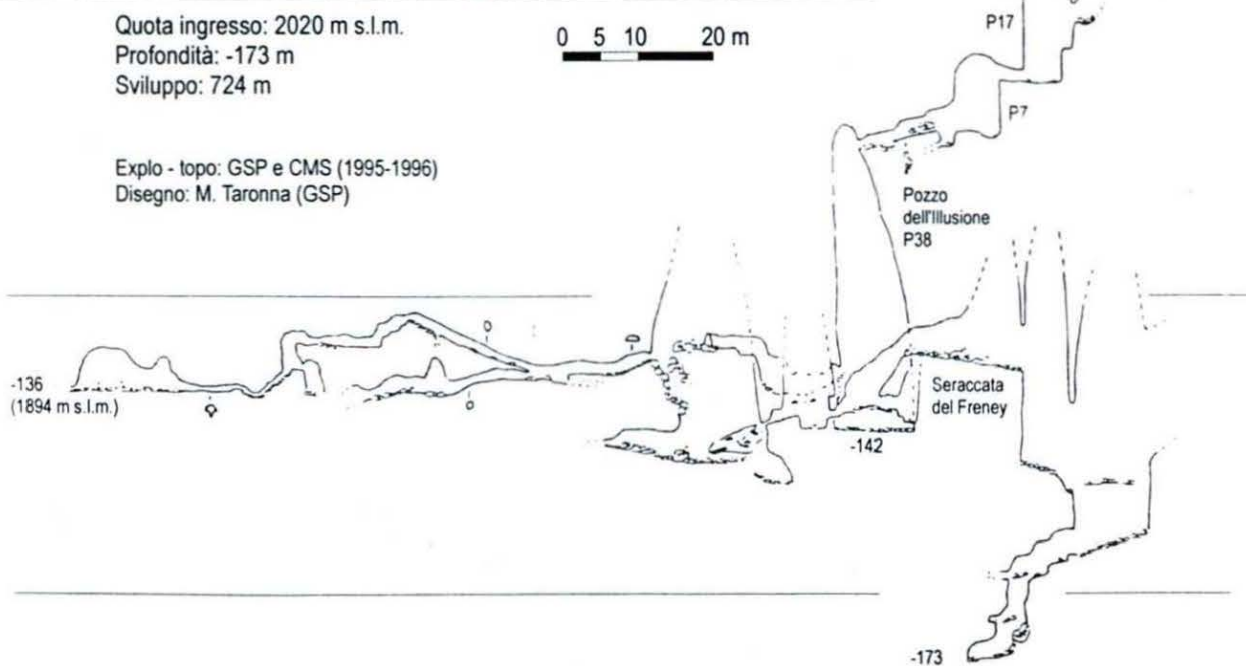 Quota ingresso: 2020 m s.l.m.
Profondità: -173 m
Sviluppo: 724 m
0 5 10 20 m
Explo - topo: GSP e CMS (1995-1996)
Disegno: M. Taronna (GSP)
P17
P7
Pozzo
dell'Illusione
P38
-136
(1894 m s.l.m.)
Seraccata
del Freney
-142
-173